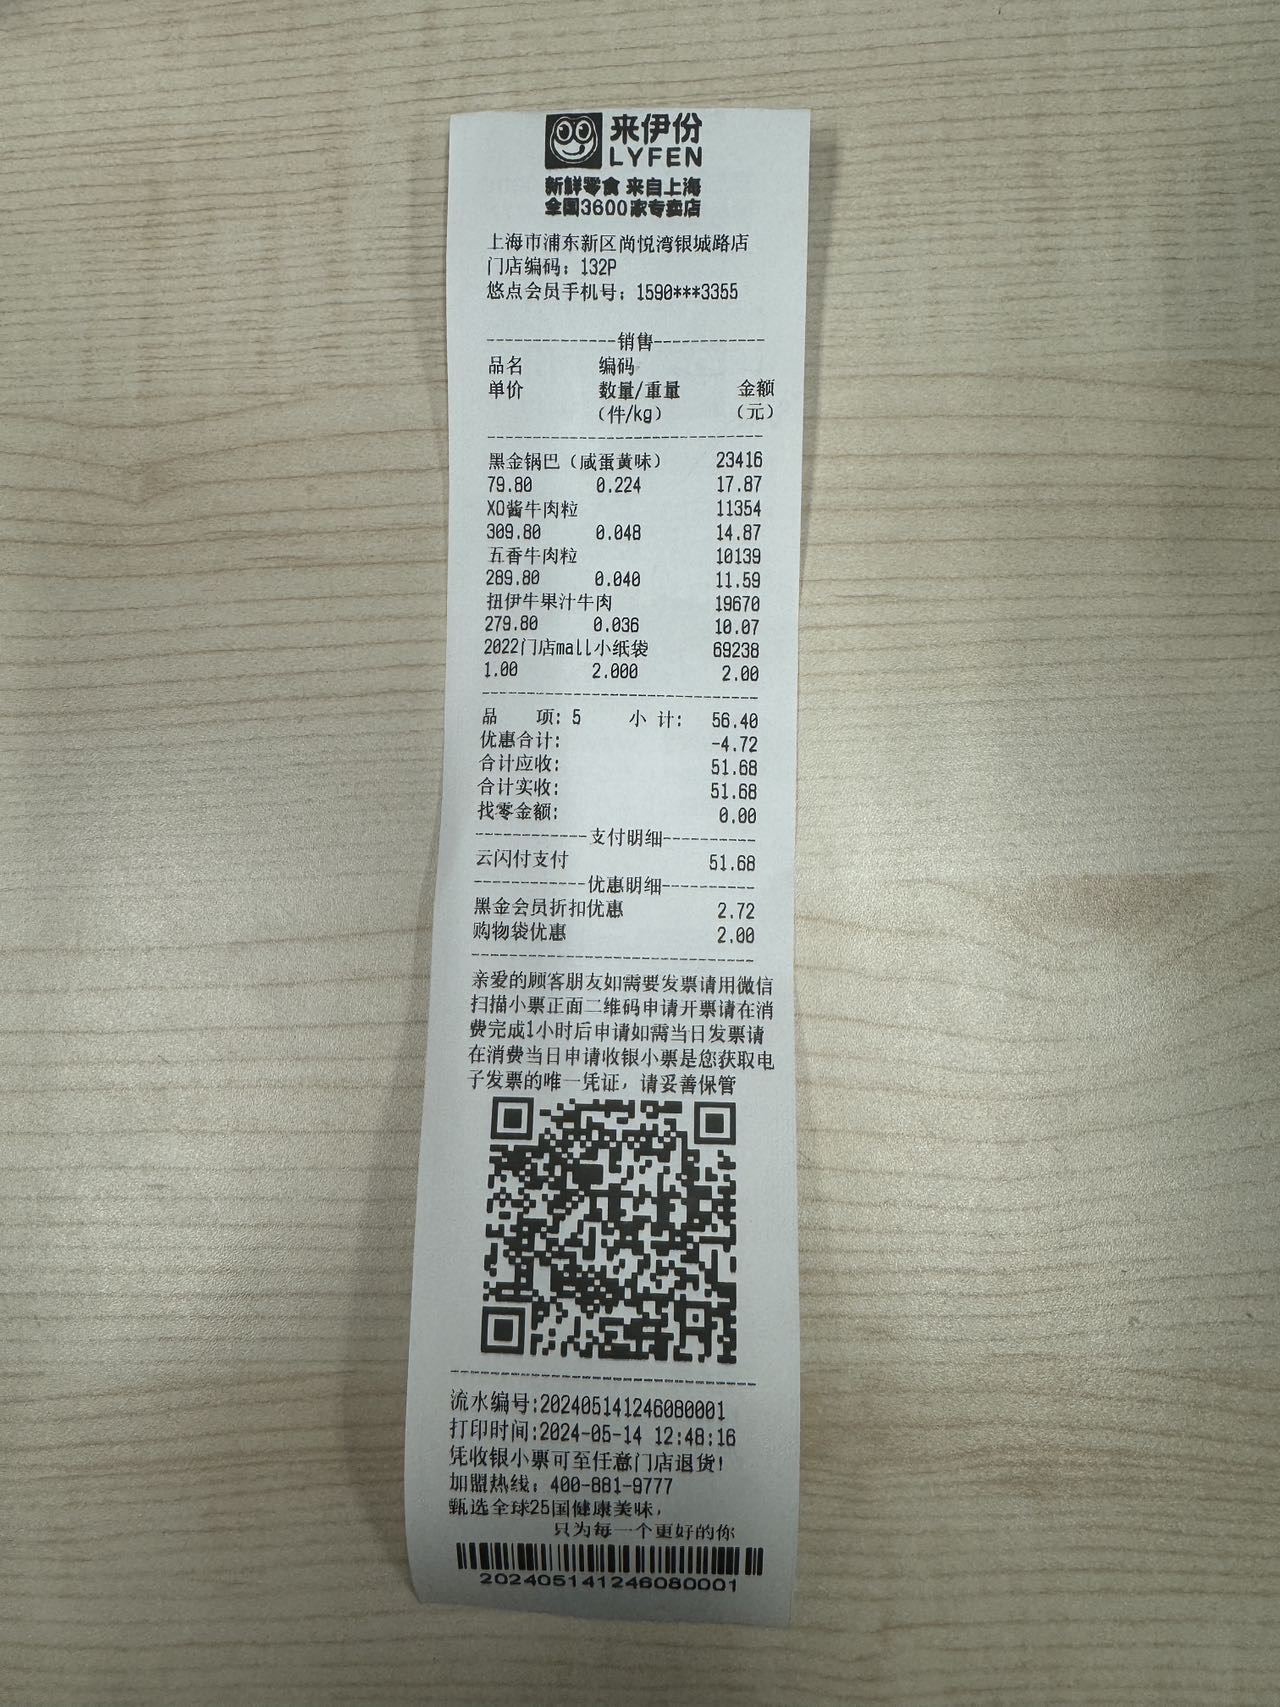 来伊份
LYFEN
新鲜零食 来自上海
全国3600家专卖店
上海市浦东新区尚悦湾银城路店
门店编码：132P
悠点会员手机号：1590***3355
--------------销售------------
品名 编码
单价 数量/重量 金额
（件/kg） （元）
------------------------------
黑金锅巴（咸蛋黄味） 23416
79.80 0.224 17.87
XO酱牛肉粒 11354
309.80 0.048 14.87
五香牛肉粒 10139
289.80 0.040 11.59
扭伊牛果汁牛肉 19670
279.80 0.036 10.07
2022门店mall小纸袋 69238
1.00 2.000 2.00
------------------------------
品 项: 5 小 计: 56.40
优惠合计: -4.72
合计应收: 51.68
合计实收: 51.68
找零金额: 0.00
------------支付明细----------
云闪付支付 51.68
------------优惠明细----------
黑金会员折扣优惠 2.72
购物袋优惠 2.00
------------------------------
亲爱的顾客朋友如需要发票请用微信
扫描小票正面二维码申请开票请在消
费完成1小时后申请如需当日发票请
在消费当日申请收银小票是您获取电
子发票的唯一凭证，请妥善保管
------------------------------
流水编号:202405141246080001
打印时间:2024-05-14 12:48:16
凭收银小票可至任意门店退货!
加盟热线：400-881-9777
甄选全球25国健康美味，
只为每一个更好的你
202405141246080001